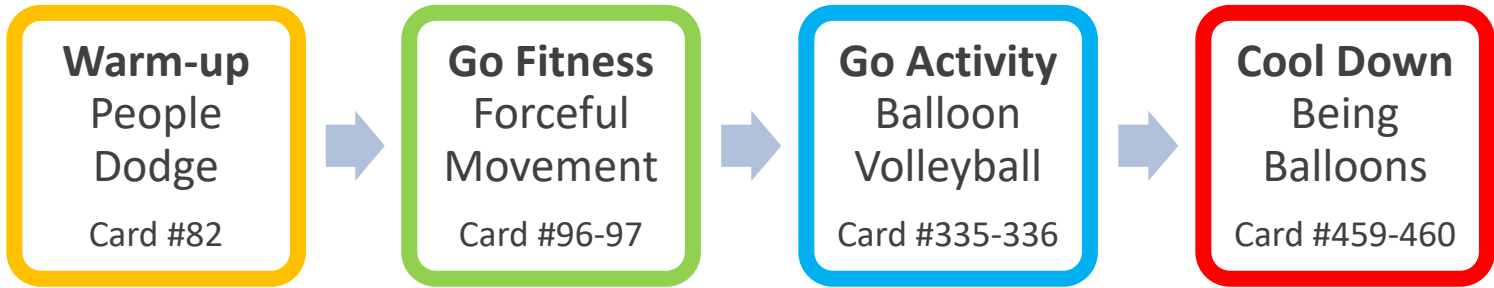 Warm-up
People
Dodge
Card #82
Go Fitness
Forceful
Movement
Card #96-97
Go Activity
Balloon
Volleyball
Card #335-336
Cool Down
Being
Balloons
Card #459-460